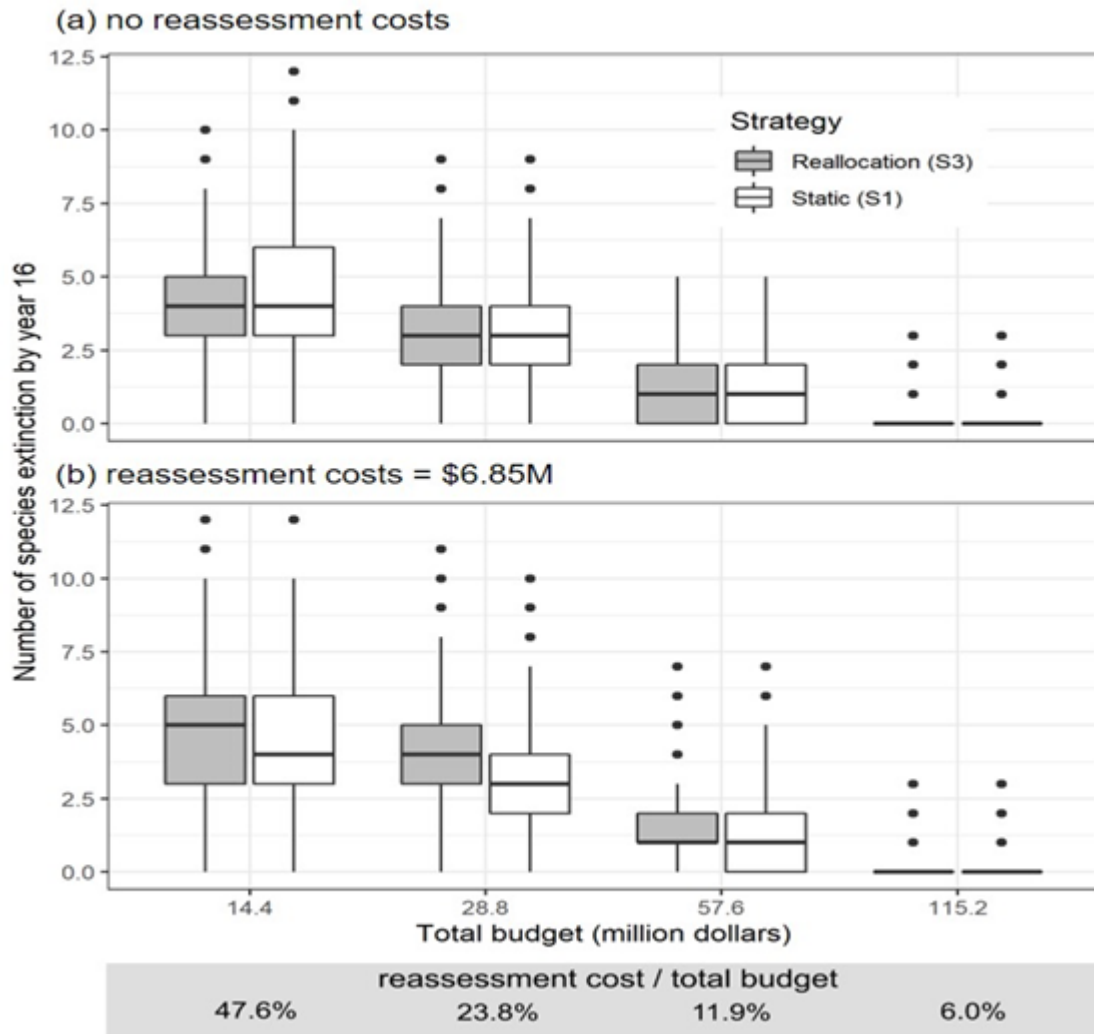 (a) no reassessment costs
12.5
10.0
7.5
5.0
2.5
0.0
Strategy
Reallocation (S3)
Static (S1)
Number of species extinction by year 16
(b) reassessment costs = $6.85M
12.5
10.0
7.5
5.0
2.5
0.0
14.4 28.8 57.6 115.2
Total budget (million dollars)
reassessment cost / total budget
47.6% 23.8% 11.9% 6.0%